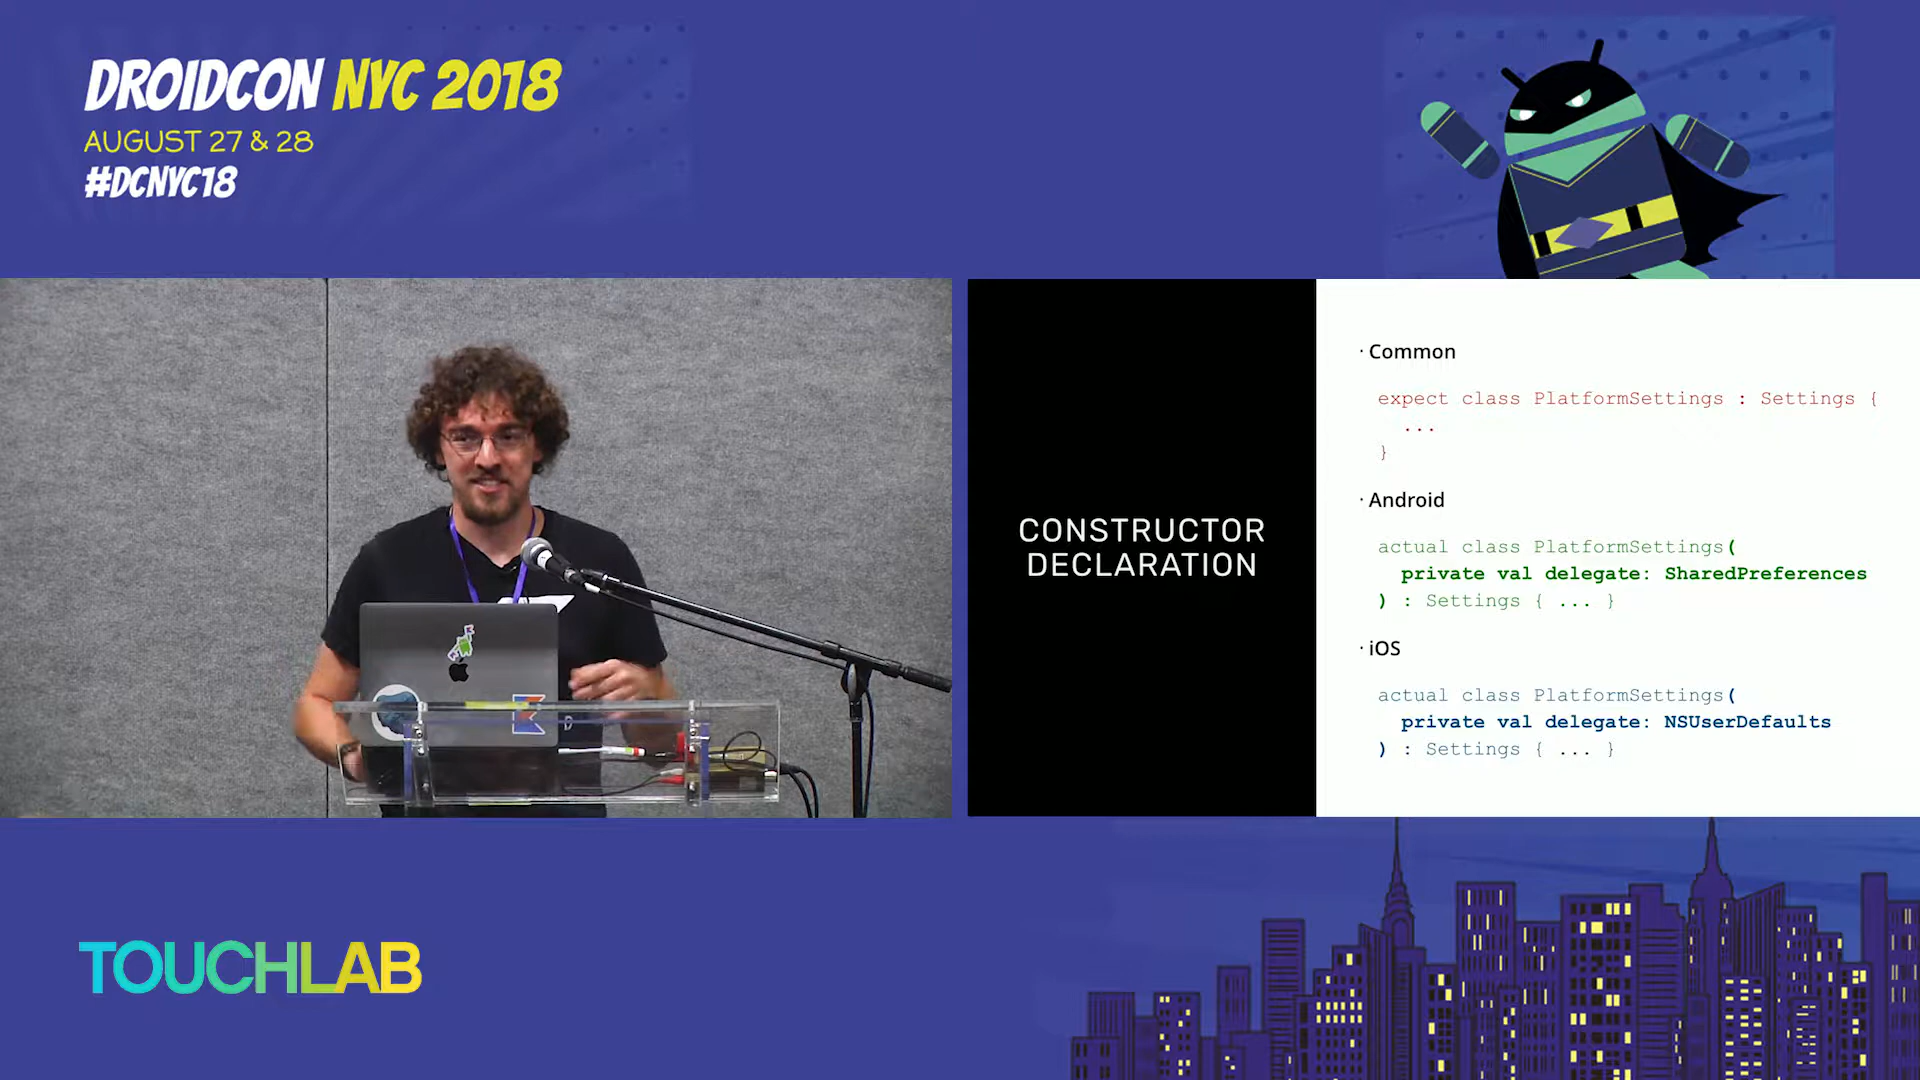 DROIDCON NYC 2018
AUGUST 27 & 28
#DCNYC18
CONSTRUCTOR
DECLARATION
· Common
expect class PlatformSettings : Settings {
...
}
· Android
actual class PlatformSettings(
private val delegate: SharedPreferences
) : Settings { ... }
· iOS
actual class PlatformSettings(
private val delegate: NSUserDefaults
) : Settings { ... }
TOUCHLAB